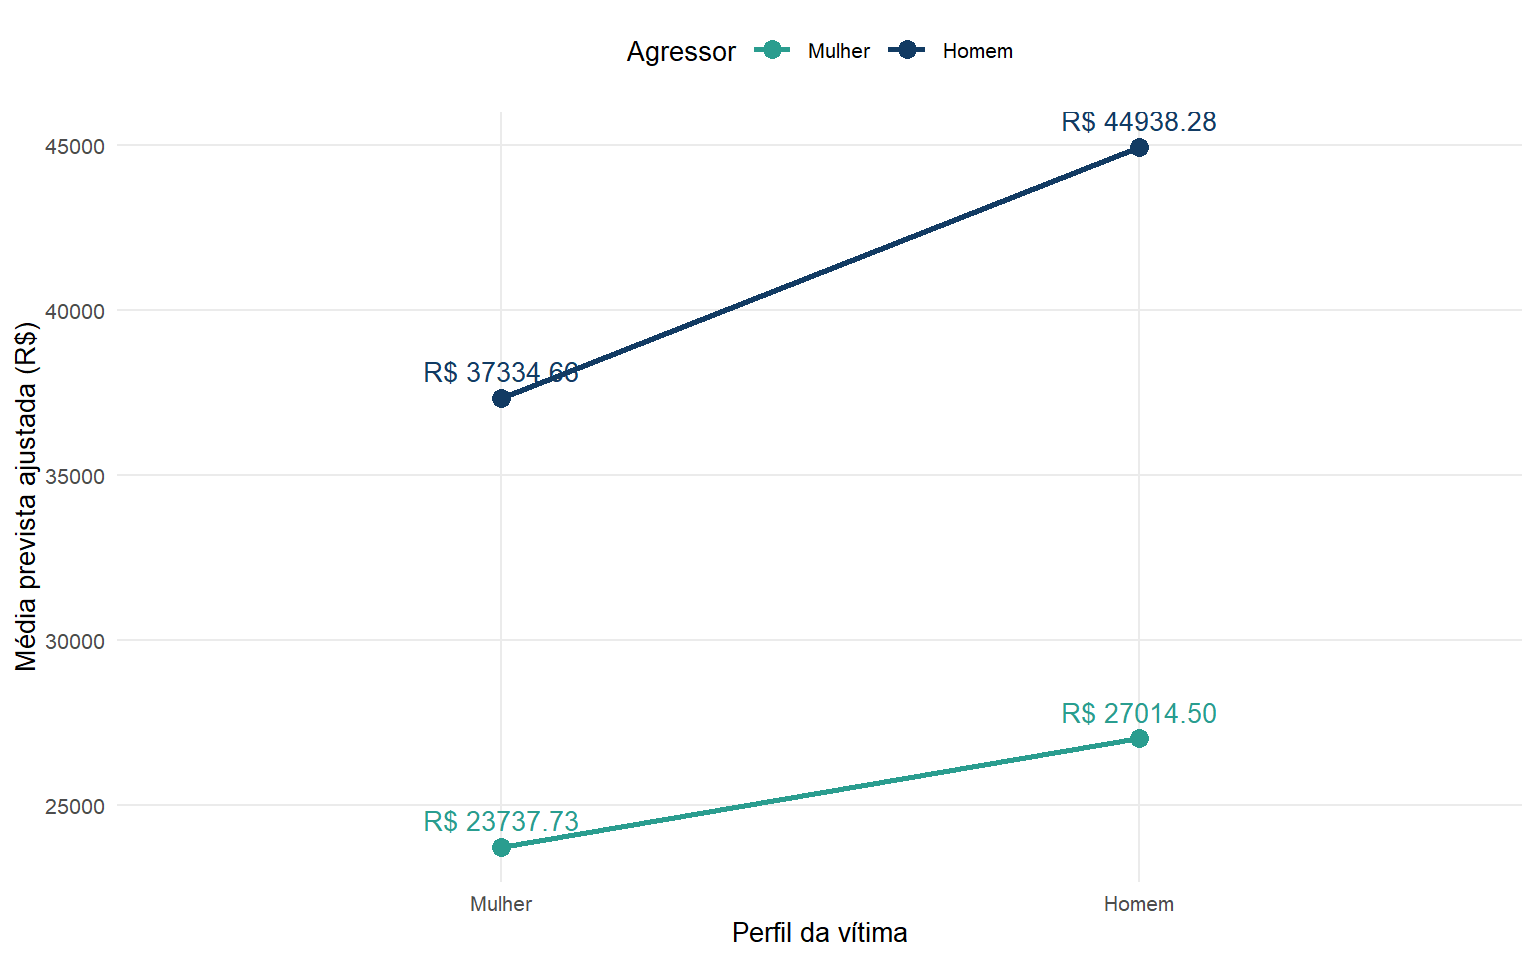 Agressor Mulher Homem
R$ 44938.28
45000
40000
R$ 37334.66
35000
30000
R$ 27014.50
25000
R$ 23737.73
Média prevista ajustada (R$)
Mulher Homem
Perfil da vítima